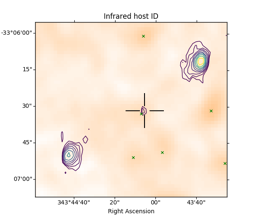 Infrared host ID
-33°06'00"
15"
30"
45"
07'00"
343°44'40" 20" 00" 43'40"
Right Ascension